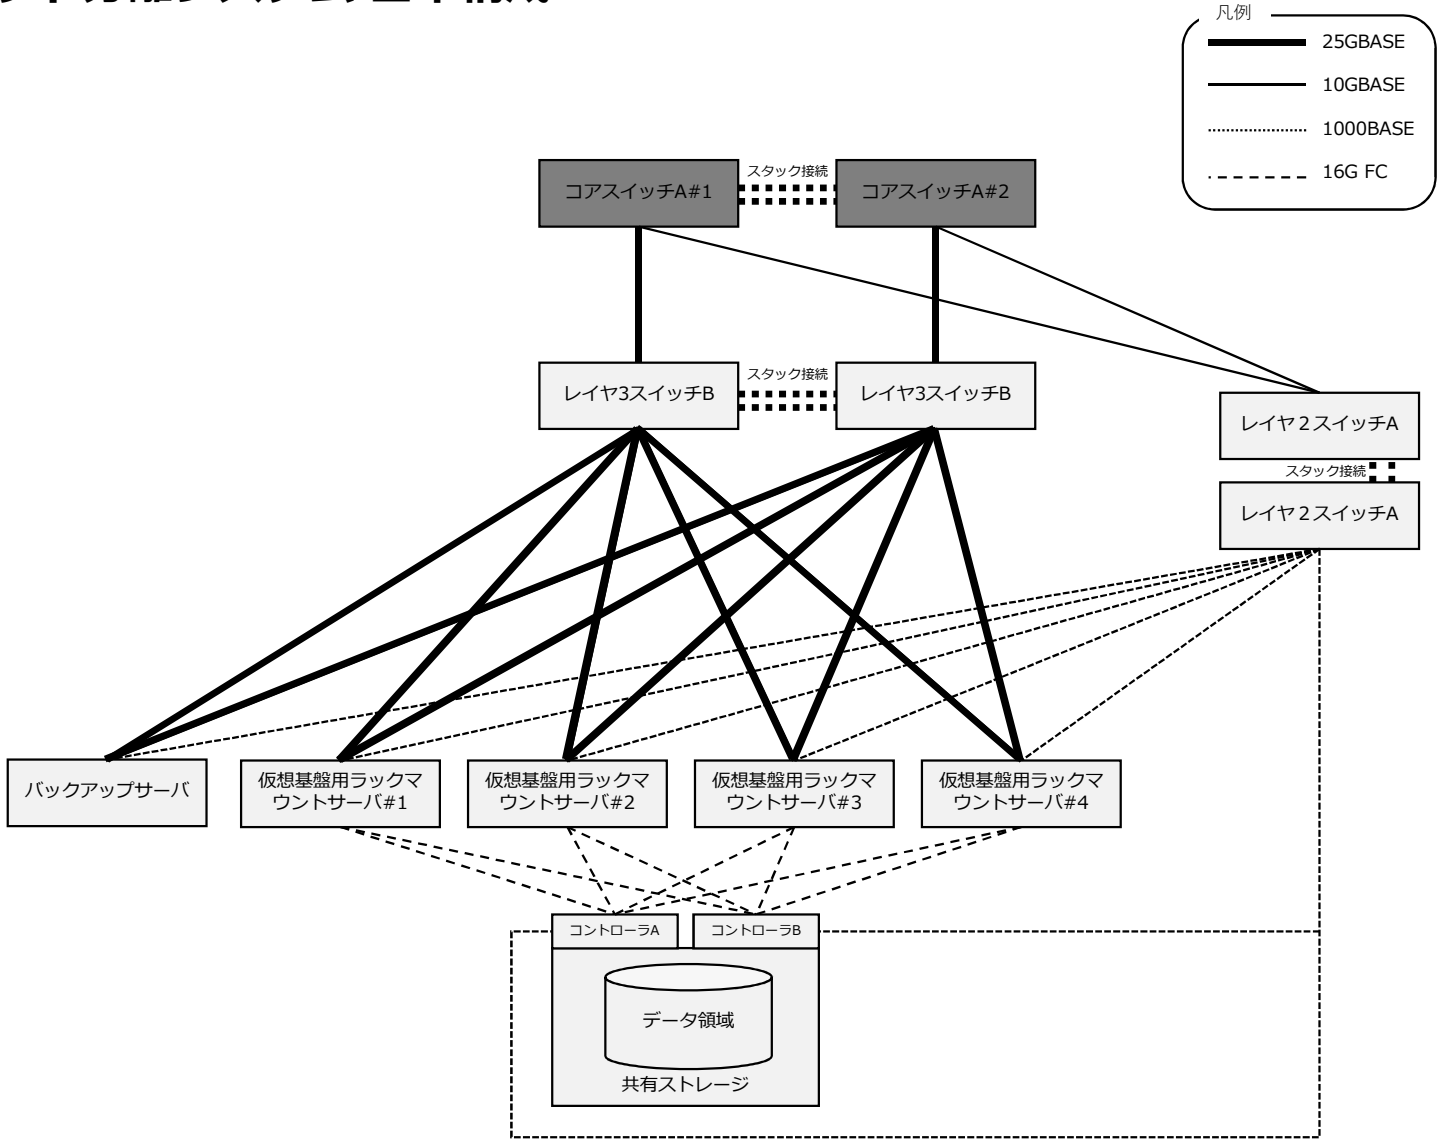 凡例
25GBASE
10GBASE
1000BASE
16G FC
コアスイッチA#1
スタック接続
コアスイッチA#2
レイヤ3スイッチB
スタック接続
レイヤ3スイッチB
レイヤ２スイッチA
スタック接続
レイヤ２スイッチA
バックアップサーバ
仮想基盤用ラックマ
ウントサーバ#1
仮想基盤用ラックマ
ウントサーバ#2
仮想基盤用ラックマ
ウントサーバ#3
仮想基盤用ラックマ
ウントサーバ#4
コントローラA
コントローラB
データ領域
共有ストレージ